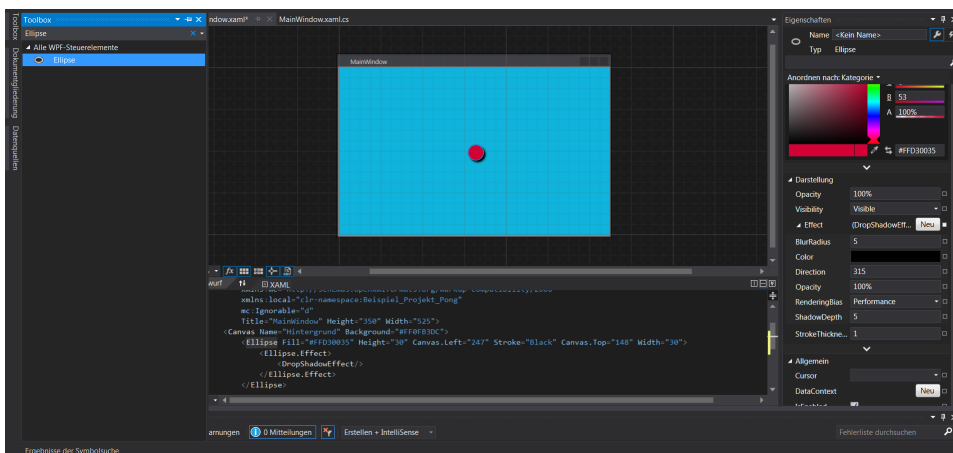 Toolbox
Ellipse
Alle WPF-Steuerelemente
Ellipse
Toolbox
Dokumentgliederung
Datenquellen
ndow.xaml*
MainWindow.xaml.cs
MainWindow
fx
wurf
XAML
xmlns:local="clr-namespace:Beispiel_Projekt_Pong"
mc:Ignorable="d"
Title="MainWindow" Height="350" Width="525">
<Canvas Name="Hintergrund" Background="#FF0FB3DC">
<Ellipse Fill="#FFD30035" Height="30" Canvas.Left="247" Stroke="Black" Canvas.Top="148" Width="30">
<Ellipse.Effect>
<DropShadowEffect/>
</Ellipse.Effect>
</Ellipse>
arnungen
0 Mitteilungen
Erstellen + IntelliSense
Fehlerliste durchsuchen
Ergebnisse der Symbolsuche
Eigenschaften
Name <Kein Name>
Typ Ellipse
Anordnen nach: Kategorie
B 53
A 100%
#FFD30035
Darstellung
Opacity 100%
Visibility Visible
Effect (DropShadowEff... Neu
BlurRadius 5
Color
Direction 315
Opacity 100%
RenderingBias Performance
ShadowDepth 5
StrokeThickne... 1
Allgemein
Cursor
DataContext Neu